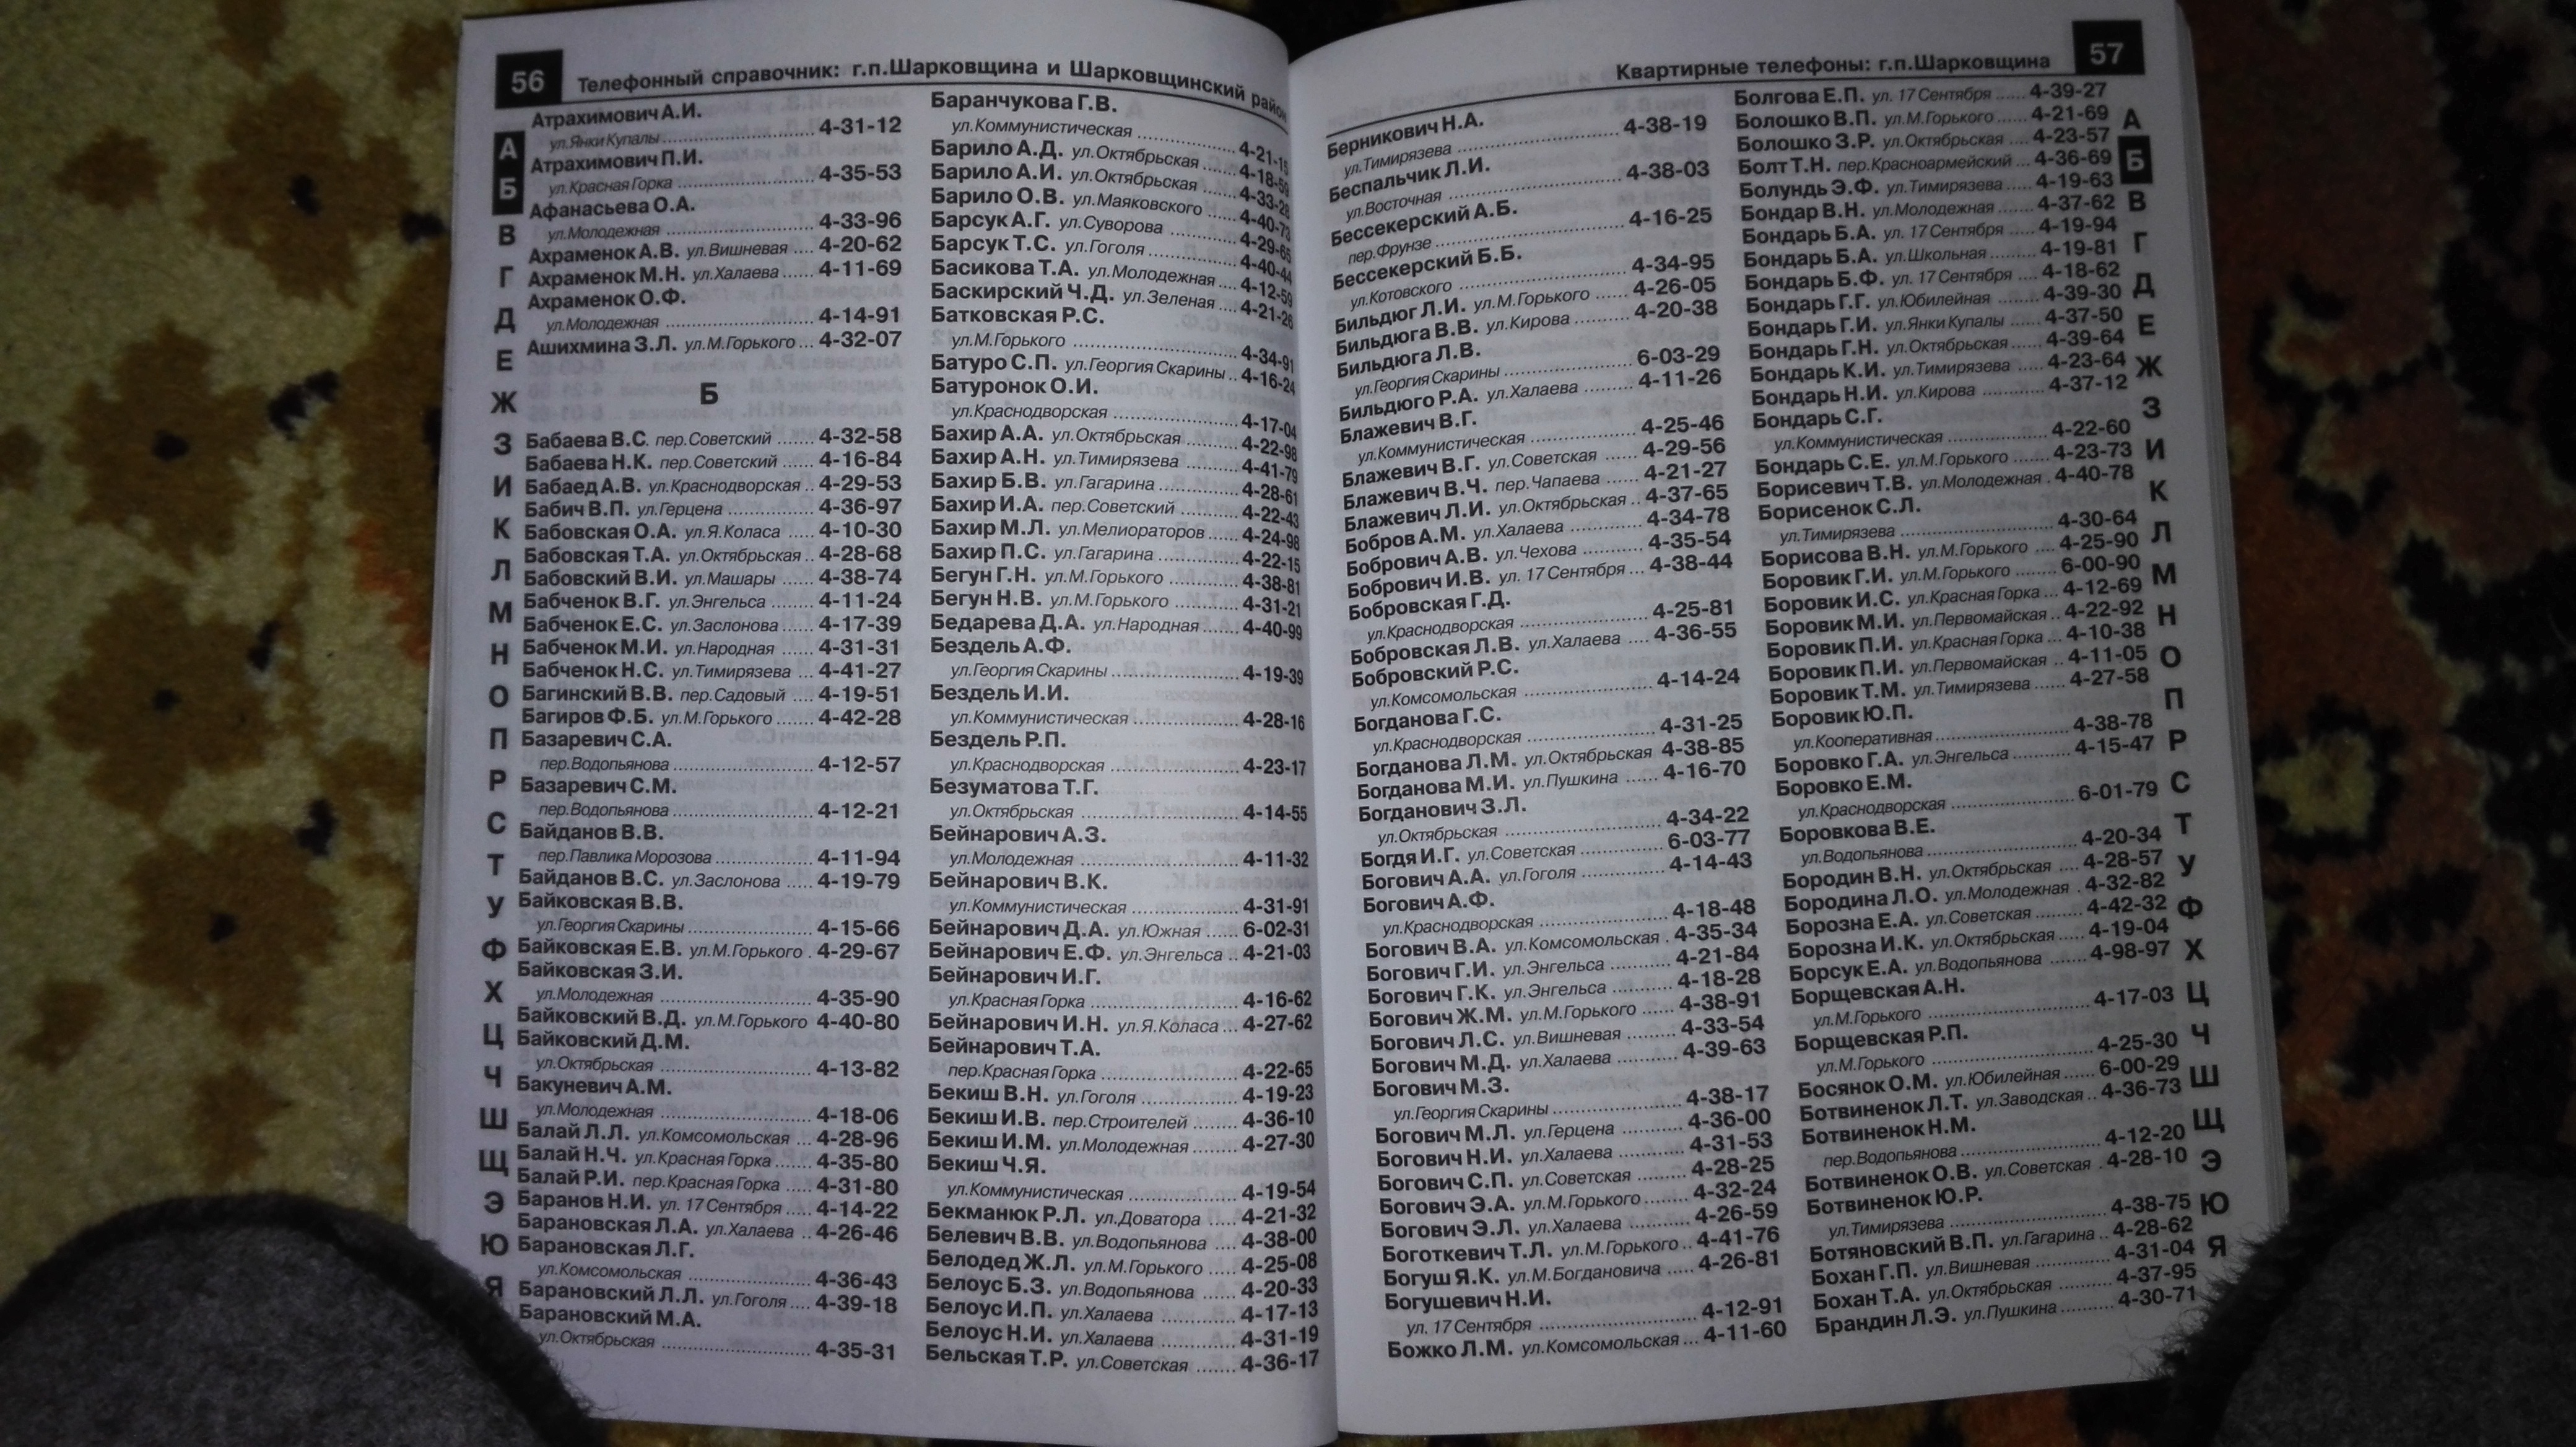 56
Телефонный справочник: г.п.Шарковщина и Шарковщинский район
А
Б
В
Г
Д
Е
Ж
З
И
К
Л
М
Н
О
П
Р
С
Т
У
Ф
Х
Ц
Ч
Ш
Щ
Э
Ю
Я
Атрахимович А.И.
ул.Янки Купалы ... 4-31-12
Атрахимович П.И.
ул.Красная Горка ... 4-35-53
Афанасьева О.А.
ул.Молодежная ... 4-33-96
Ахраменок А.В. ул.Вишневая .... 4-20-62
Ахраменок М.Н. ул.Халаева ..... 4-11-69
Ахраменок О.Ф.
ул.Молодежная ... 4-14-91
Ашихмина З.Л. ул.М.Горького ... 4-32-07
Б
Бабаева В.С. пер.Советский ...... 4-32-58
Бабаева Н.К. пер.Советский ...... 4-16-84
Бабаед А.В. ул.Краснодворская .. 4-29-53
Бабич В.П. ул.Герцена ... 4-36-97
Бабовская О.А. ул.Я.Коласа ..... 4-10-30
Бабовская Т.А. ул.Октябрьская .. 4-28-68
Бабовский В.И. ул.Машары ...... 4-38-74
Бабченок В.Г. ул.Энгельса ........ 4-11-24
Бабченок Е.С. ул.Заслонова ...... 4-17-39
Бабченок М.И. ул.Народная ...... 4-31-31
Бабченок Н.С. ул.Тимирязева ... 4-41-27
Багинский В.В. пер.Садовый .... 4-19-51
Багиров Ф.Б. ул.М.Горького ....... 4-42-28
Базаревич С.А.
пер.Водопьянова ... 4-12-57
Базаревич С.М.
пер.Водопьянова ... 4-12-21
Байданов В.В.
пер.Павлика Морозова ... 4-11-94
Байданов В.С. ул.Заслонова ..... 4-19-79
Байковская В.В.
ул.Георгия Скарины ... 4-15-66
Байковская Е.В. ул.М.Горького . 4-29-67
Байковская З.И.
ул.Молодежная ... 4-35-90
Байковский В.Д. ул.М.Горького 4-40-80
Байковский Д.М.
ул.Октябрьская ... 4-13-82
Бакуневич А.М.
ул.Молодежная ... 4-18-06
Балай Л.Л. ул.Комсомольская ... 4-28-96
Балай Н.Ч. ул.Красная Горка ...... 4-35-80
Балай Р.И. пер.Красная Горка ..... 4-31-80
Баранов Н.И. ул. 17 Сентября ..... 4-14-22
Барановская Л.А. ул.Халаева .. 4-26-46
Барановская Л.Г.
ул.Комсомольская ... 4-36-43
Барановский Л.Л. ул.Гоголя .... 4-39-18
Барановский М.А.
ул.Октябрьская ... 4-35-31
Баранчукова Г.В.
ул.Коммунистическая ... 4-21-15
Барило А.Д. ул.Октябрьская ...... 4-18-59
Барило А.И. ул.Октябрьская ...... 4-33-28
Барило О.В. ул.Маяковского ..... 4-40-73
Барсук А.Г. ул.Суворова ... 4-29-65
Барсук Т.С. ул.Гоголя ... 4-40-44
Басикова Т.А. ул.Молодежная .... 4-12-59
Баскирский Ч.Д. ул.Зеленая .... 4-21-26
Батковская Р.С.
ул.М.Горького ... 4-34-91
Батуро С.П. ул.Георгия Скарины .. 4-16-24
Батуронок О.И.
ул.Краснодворская ... 4-17-04
Бахир А.А. ул.Октябрьская ........ 4-22-98
Бахир А.Н. ул.Тимирязева ........ 4-41-79
Бахир Б.В. ул.Гагарина ... 4-28-61
Бахир И.А. пер.Советский ......... 4-22-43
Бахир М.Л. ул.Мелиораторов ..... 4-24-98
Бахир П.С. ул.Гагарина ... 4-22-15
Бегун Г.Н. ул.М.Горького ... 4-38-81
Бегун Н.В. ул.М.Горького ......... 4-31-21
Бедарева Д.А. ул.Народная ...... 4-40-99
Бездель А.Ф.
ул.Георгия Скарины ... 4-19-39
Бездель И.И.
ул.Коммунистическая ... 4-28-16
Бездель Р.П.
ул.Краснодворская ... 4-23-17
Безуматова Т.Г.
ул.Октябрьская ... 4-14-55
Бейнарович А.З.
ул.Молодежная ... 4-11-32
Бейнарович В.К.
ул.Коммунистическая ... 4-31-91
Бейнарович Д.А. ул.Южная ...... 6-02-31
Бейнарович Е.Ф. ул.Энгельса .. 4-21-03
Бейнарович И.Г.
ул.Красная Горка ... 4-16-62
Бейнарович И.Н. ул.Я.Коласа ... 4-27-62
Бейнарович Т.А.
пер.Красная Горка ... 4-22-65
Бекиш В.Н. ул.Гоголя ... 4-19-23
Бекиш И.В. пер.Строителей ........ 4-36-10
Бекиш И.М. ул.Молодежная ........ 4-27-30
Бекиш Ч.Я.
ул.Коммунистическая ... 4-19-54
Бекманюк Р.Л. ул.Доватора ..... 4-21-32
Белевич В.В. ул.Водопьянова .... 4-38-00
Белодед Ж.Л. ул.М.Горького ..... 4-25-08
Белоус Б.З. ул.Водопьянова ...... 4-20-33
Белоус И.П. ул.Халаева ... 4-17-13
Белоус Н.И. ул.Халаева ... 4-31-19
Бельская Т.Р. ул.Советская ....... 4-36-17
Квартирные телефоны: г.п.Шарковщина
57
Берникович Н.А.
ул.Тимирязева ... 4-38-19
Беспальчик Л.И.
ул.Восточная ... 4-38-03
Бессекерский А.Б.
пер.Фрунзе ... 4-16-25
Бессекерский Б.Б.
ул.Котовского ... 4-34-95
Бильдюг Л.И. ул.М.Горького ...... 4-26-05
Бильдюга В.В. ул.Кирова ......... 4-20-38
Бильдюга Л.В.
ул.Георгия Скарины ... 6-03-29
Бильдюго Р.А. ул.Халаева ........ 4-11-26
Блажевич В.Г.
ул.Коммунистическая ... 4-25-46
Блажевич В.Г. ул.Советская ...... 4-29-56
Блажевич В.Ч. пер.Чапаева ...... 4-21-27
Блажевич Л.И. ул.Октябрьская .. 4-37-65
Бобров А.М. ул.Халаева ... 4-34-78
Бобрович А.В. ул.Чехова ... 4-35-54
Бобрович И.В. ул. 17 Сентября ... 4-38-44
Бобровская Г.Д.
ул.Краснодворская ... 4-25-81
Бобровская Л.В. ул.Халаева .... 4-36-55
Бобровский Р.С.
ул.Комсомольская ... 4-14-24
Богданова Г.С.
ул.Краснодворская ... 4-31-25
Богданова Л.М. ул.Октябрьская 4-38-85
Богданова М.И. ул.Пушкина ...... 4-16-70
Богданович З.Л.
ул.Октябрьская ... 4-34-22
Богдя И.Г. ул.Советская ... 6-03-77
Богович А.А. ул.Гоголя ... 4-14-43
Богович А.Ф.
ул.Краснодворская ... 4-18-48
Богович В.А. ул.Комсомольская . 4-35-34
Богович Г.И. ул.Энгельса ... 4-21-84
Богович Г.К. ул.Энгельса ... 4-18-28
Богович Ж.М. ул.М.Горького ...... 4-38-91
Богович Л.С. ул.Вишневая ........ 4-33-54
Богович М.Д. ул.Халаева ......... 4-39-63
Богович М.З.
ул.Георгия Скарины ... 4-38-17
Богович М.Л. ул.Герцена ......... 4-36-00
Богович Н.И. ул.Халаева ......... 4-31-53
Богович С.П. ул.Советская ........ 4-28-25
Богович Э.А. ул.М.Горького ........ 4-32-24
Богович Э.Л. ул.Халаева ......... 4-26-59
Боготкевич Т.Л. ул.М.Горького .. 4-41-76
Богуш Я.К. ул.М.Богдановича ..... 4-26-81
Богушевич Н.И.
ул. 17 Сентября ... 4-12-91
Божко Л.М. ул.Комсомольская ... 4-11-60
Болгова Е.П. ул. 17 Сентября ...... 4-39-27
Болошко В.П. ул.М.Горького ..... 4-21-69
Болошко З.Р. ул.Октябрьская ..... 4-23-57
Болт Т.Н. пер.Красноармейский ... 4-36-69
Болундь Э.Ф. ул.Тимирязева ..... 4-19-63
Бондар В.Н. ул.Молодежная ....... 4-37-62
Бондарь Б.А. ул. 17 Сентября ..... 4-19-94
Бондарь Б.А. ул.Школьная ........ 4-19-81
Бондарь Б.Ф. ул. 17 Сентября .... 4-18-62
Бондарь Г.Г. ул.Юбилейная ....... 4-39-30
Бондарь Г.И. ул.Янки Купалы ...... 4-37-50
Бондарь Г.Н. ул.Октябрьская ..... 4-39-64
Бондарь К.И. ул.Тимирязева ..... 4-23-64
Бондарь Н.И. ул.Кирова ... 4-37-12
Бондарь С.Г.
ул.Коммунистическая ... 4-22-60
Бондарь С.Е. ул.М.Горького ....... 4-23-73
Борисевич Т.В. ул.Молодежная . 4-40-78
Борисенок С.Л.
ул.Тимирязева ... 4-30-64
Борисова В.Н. ул.М.Горького .... 4-25-90
Боровик Г.И. ул.М.Горького ........ 6-00-90
Боровик И.С. ул.Красная Горка ... 4-12-69
Боровик М.И. ул.Первомайская .. 4-22-92
Боровик П.И. ул.Красная Горка ... 4-10-38
Боровик П.И. ул.Первомайская .. 4-11-05
Боровик Т.М. ул.Тимирязева ...... 4-27-58
Боровик Ю.П.
ул.Кооперативная ... 4-38-78
Боровко Г.А. ул.Энгельса ... 4-15-47
Боровко Е.М.
ул.Краснодворская ... 6-01-79
Боровкова В.Е.
ул.Водопьянова ... 4-20-34
Бородин В.Н. ул.Октябрьская .... 4-28-57
Бородина Л.О. ул.Молодежная . 4-32-82
Борозна Е.А. ул.Советская ........ 4-42-32
Борозна И.К. ул.Октябрьская ..... 4-19-04
Борсук Е.А. ул.Водопьянова ....... 4-98-97
Борщевская А.Н.
ул.М.Горького ... 4-17-03
Борщевская Р.П.
ул.М.Горького ... 4-25-30
Босянок О.М. ул.Юбилейная ...... 6-00-29
Ботвиненок Л.Т. ул.Заводская .. 4-36-73
Ботвиненок Н.М.
пер.Водопьянова ... 4-12-20
Ботвиненок О.В. ул.Советская . 4-28-10
Ботвиненок Ю.Р.
ул.Тимирязева ... 4-38-75
Ботяновский В.П. ул.Гагарина .. 4-28-62
Бохан Г.П. ул.Вишневая ... 4-31-04
Бохан Т.А. ул.Октябрьская ........ 4-37-95
Брандин Л.Э. ул.Пушкина ......... 4-30-71
А
Б
В
Г
Д
Е
Ж
З
И
К
Л
М
Н
О
П
Р
С
Т
У
Ф
Х
Ц
Ч
Ш
Щ
Э
Ю
Я